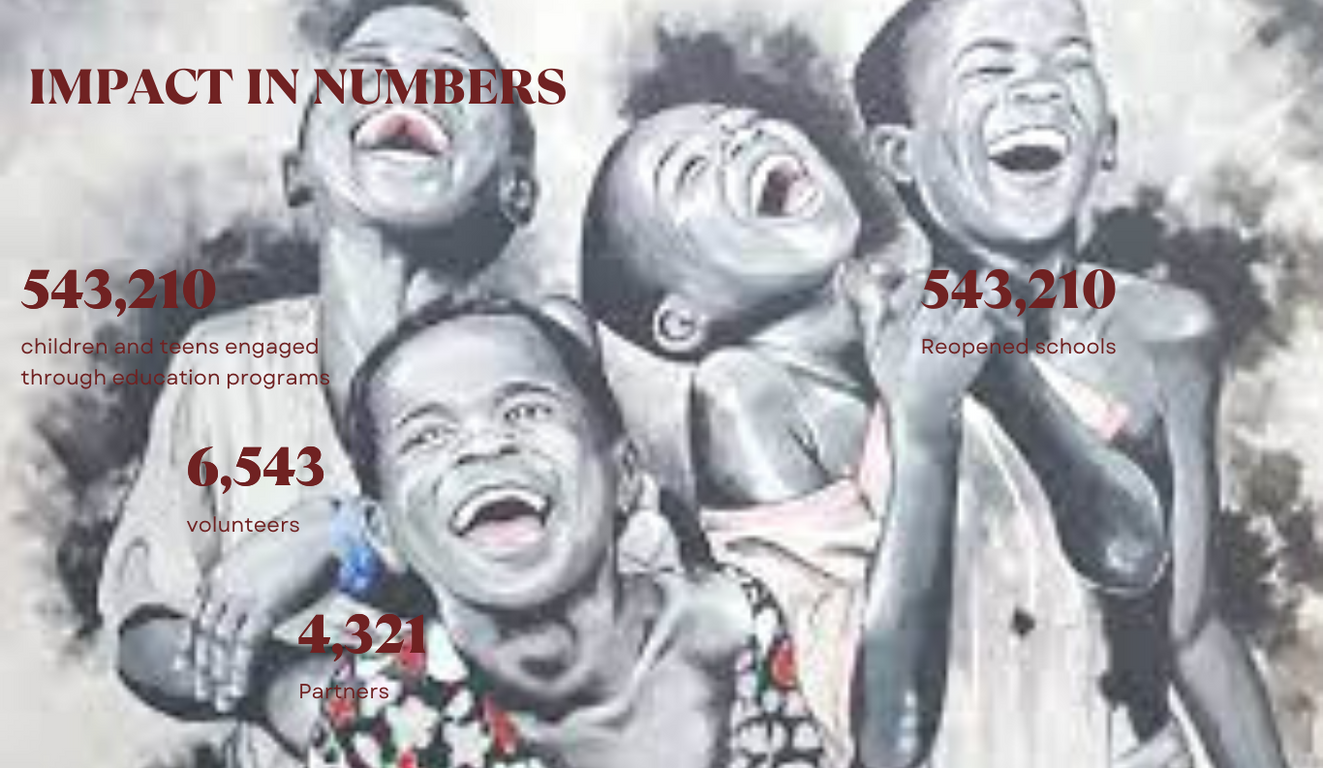 IMPACT IN NUMBERS
543,210
children and teens engaged
through education programs
543,210
Reopened schools
6,543
volunteers
4,321
Partners